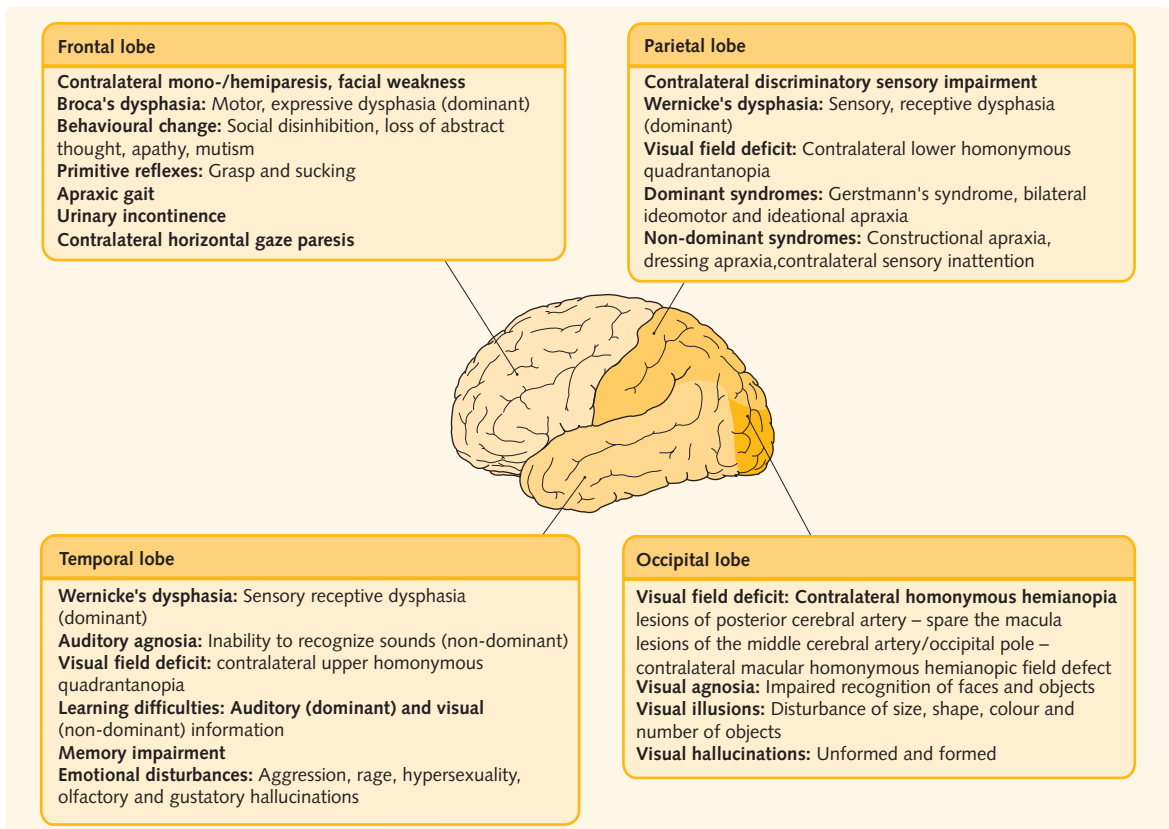 Frontal lobe
Contralateral mono-/hemiparesis, facial weakness
Broca's dysphasia: Motor, expressive dysphasia (dominant)
Behavioural change: Social disinhibition, loss of abstract
thought, apathy, mutism
Primitive reflexes: Grasp and sucking
Apraxic gait
Urinary incontinence
Contralateral horizontal gaze paresis
Parietal lobe
Contralateral discriminatory sensory impairment
Wernicke's dysphasia: Sensory, receptive dysphasia
(dominant)
Visual field deficit: Contralateral lower homonymous
quadrantanopia
Dominant syndromes: Gerstmann's syndrome, bilateral
ideomotor and ideational apraxia
Non-dominant syndromes: Constructional apraxia,
dressing apraxia,contralateral sensory inattention
Temporal lobe
Wernicke's dysphasia: Sensory receptive dysphasia
(dominant)
Auditory agnosia: Inability to recognize sounds (non-dominant)
Visual field deficit: contralateral upper homonymous
quadrantanopia
Learning difficulties: Auditory (dominant) and visual
(non-dominant) information
Memory impairment
Emotional disturbances: Aggression, rage, hypersexuality,
olfactory and gustatory hallucinations
Occipital lobe
Visual field deficit: Contralateral homonymous hemianopia
lesions of posterior cerebral artery – spare the macula
lesions of the middle cerebral artery/occipital pole –
contralateral macular homonymous hemianopic field defect
Visual agnosia: Impaired recognition of faces and objects
Visual illusions: Disturbance of size, shape, colour and
number of objects
Visual hallucinations: Unformed and formed